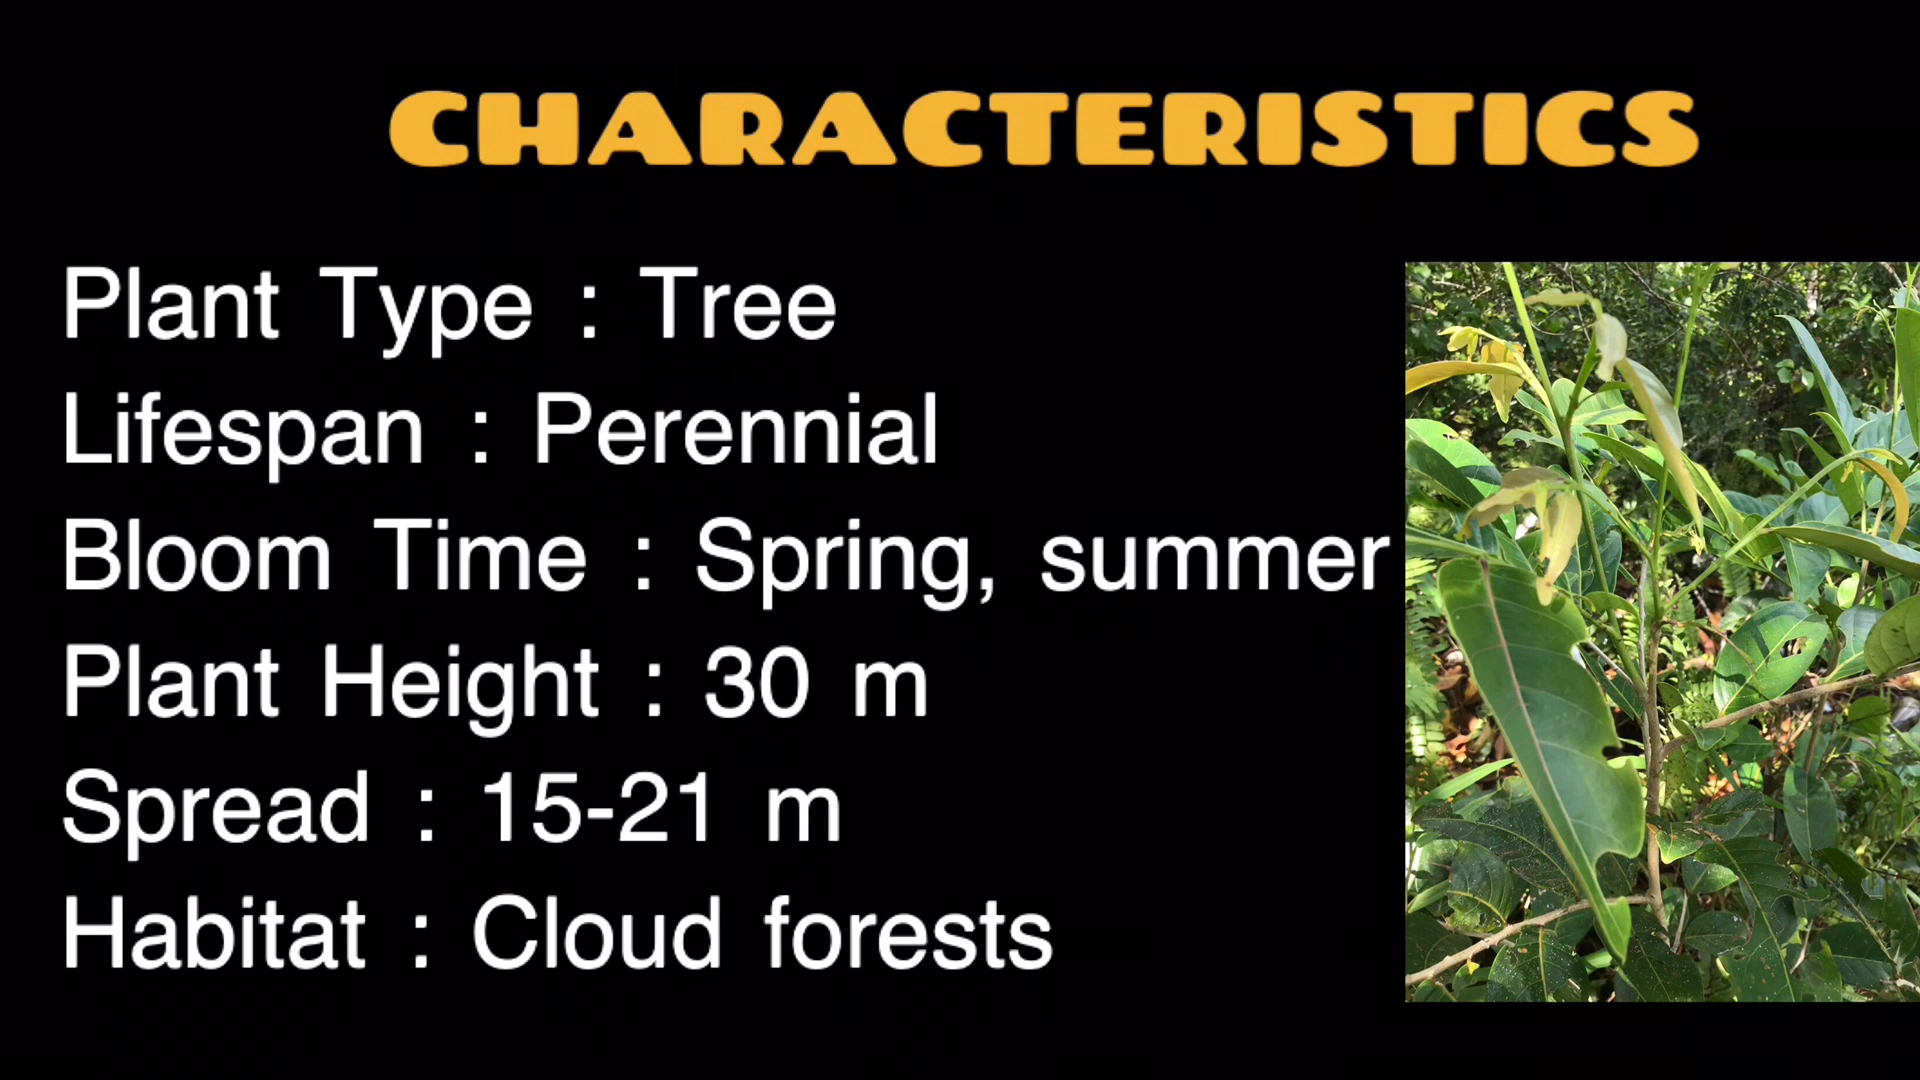 CHARACTERISTICS
Plant Type : Tree
Lifespan : Perennial
Bloom Time : Spring, summer
Plant Height : 30 m
Spread : 15-21 m
Habitat : Cloud forests